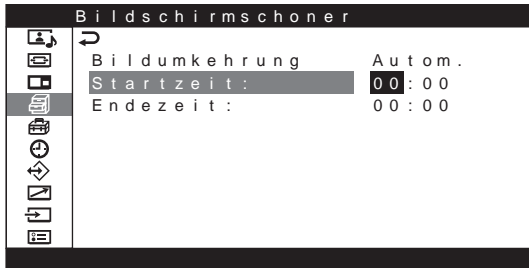 Bildschirmschoner
Bildumkehrung Autom.
Startzeit: 00:00
Endezeit: 00:00